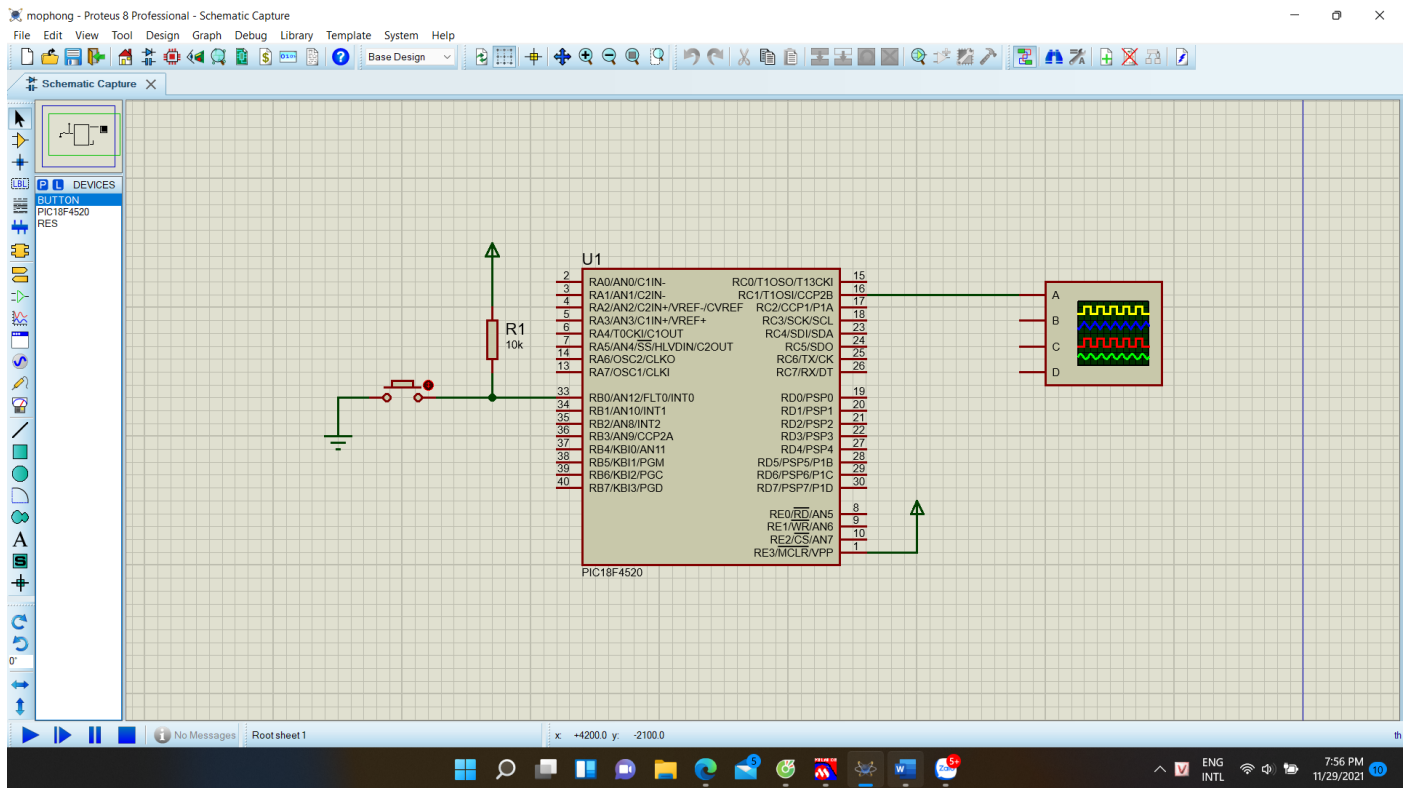 mophong - Proteus 8 Professional - Schematic Capture
File Edit View Tool Design Graph Debug Library Template System Help
Base Design
Schematic Capture
P L DEVICES
BUTTON
PIC18F4520
RES
LBL
A
S
0°
U1
R1
10k
2 RA0/AN0/C1IN-
3 RA1/AN1/C2IN-
4 RA2/AN2/C2IN+/VREF-/CVREF
5 RA3/AN3/C1IN+/VREF+
6 RA4/T0CKI/C1OUT
7 RA5/AN4/SS/HLVDIN/C2OUT
14 RA6/OSC2/CLKO
13 RA7/OSC1/CLKI
33 RB0/AN12/FLT0/INT0
34 RB1/AN10/INT1
35 RB2/AN8/INT2
36 RB3/AN9/CCP2A
37 RB4/KBI0/AN11
38 RB5/KBI1/PGM
39 RB6/KBI2/PGC
40 RB7/KBI3/PGD
RC0/T1OSO/T13CKI 15
RC1/T1OSI/CCP2B 16
RC2/CCP1/P1A 17
RC3/SCK/SCL 18
RC4/SDI/SDA 23
RC5/SDO 24
RC6/TX/CK 25
RC7/RX/DT 26
RD0/PSP0 19
RD1/PSP1 20
RD2/PSP2 21
RD3/PSP3 22
RD4/PSP4 27
RD5/PSP5/P1B 28
RD6/PSP6/P1C 29
RD7/PSP7/P1D 30
RE0/RD/AN5 8
RE1/WR/AN6 9
RE2/CS/AN7 10
RE3/MCLR/VPP 1
PIC18F4520
A
B
C
D
No Messages
Root sheet 1
x: +4200.0 y: -2100.0
th
5
W
Zalo
5+
V
ENG
INTL
7:56 PM
11/29/2021
10